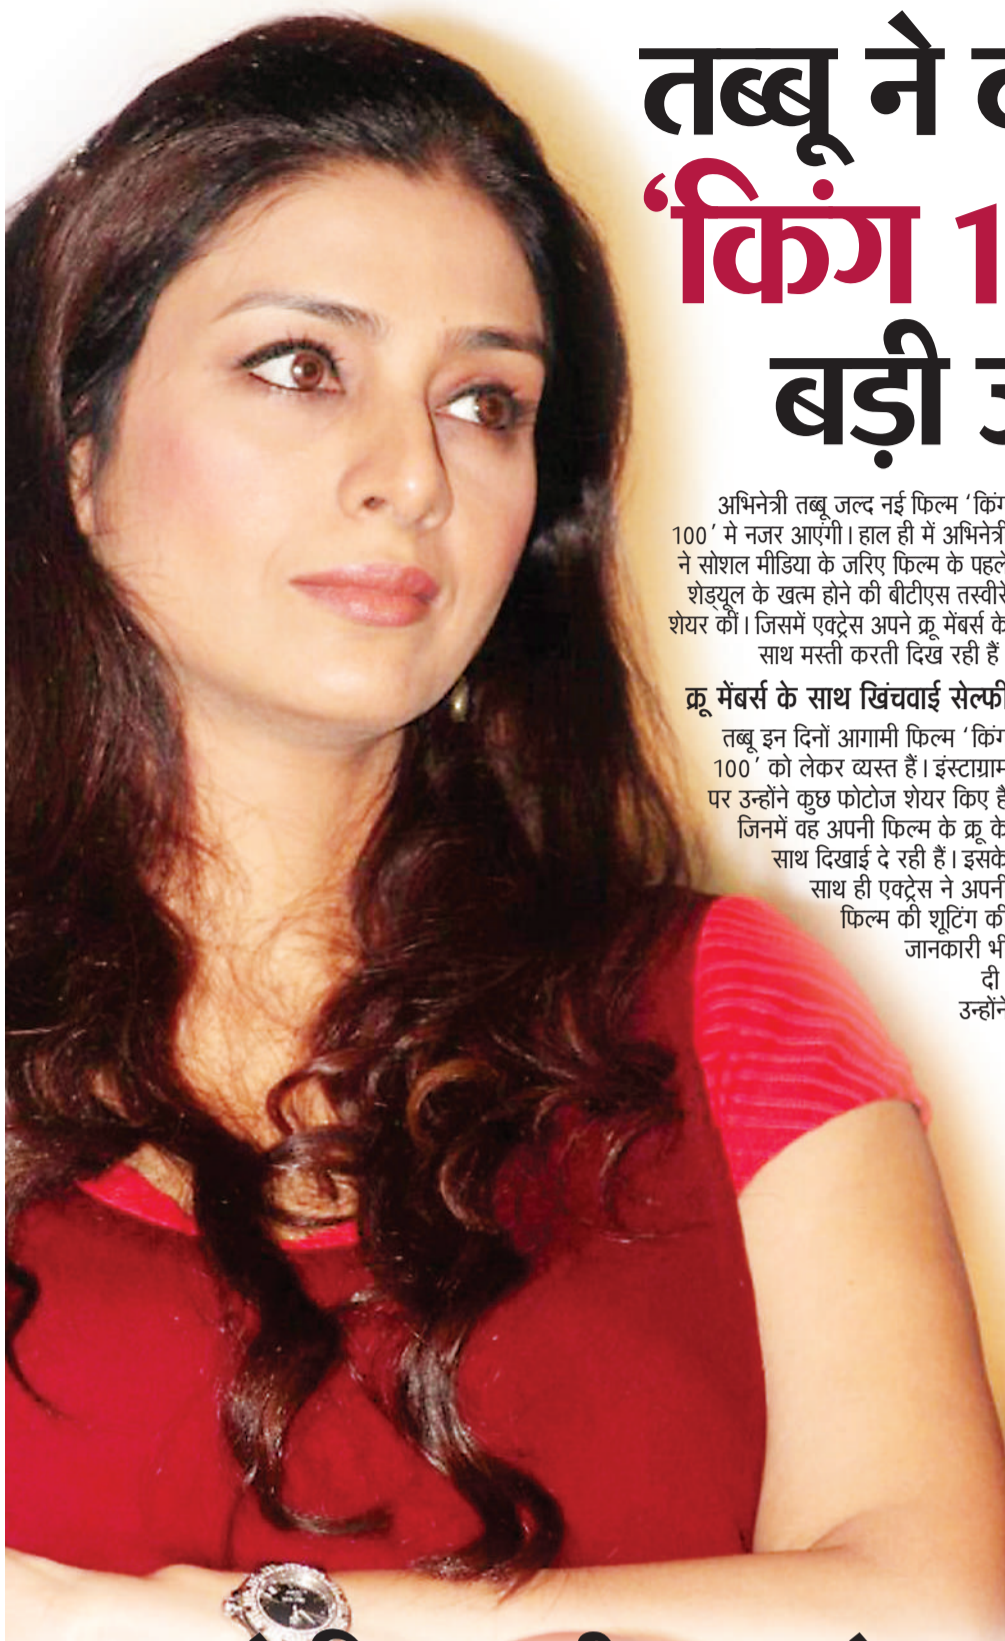 तब्बू ने
‘किंग 1
बड़ी
अभिनेत्री तब्बू जल्द नई फिल्म ‘किंग
100’ मे नजर आएंगी। हाल ही में अभिनेत्री
ने सोशल मीडिया के जरिए फिल्म के पहले
शेड्यूल के खत्म होने की बीटीएस तस्वीरें
शेयर कीं। जिसमें एक्ट्रेस अपने क्रू मेंबर्स के
साथ मस्ती करती दिख रही हैं
क्रू मेंबर्स के साथ खिंचवाई सेल्फी
तब्बू इन दिनों आगामी फिल्म ‘किंग
100’ को लेकर व्यस्त हैं। इंस्टाग्राम
पर उन्होंने कुछ फोटोज शेयर किए हैं
जिनमें वह अपनी फिल्म के क्रू के
साथ दिखाई दे रही हैं। इसके
साथ ही एक्ट्रेस ने अपनी
फिल्म की शूटिंग की
जानकारी भी
दी
उन्होंने